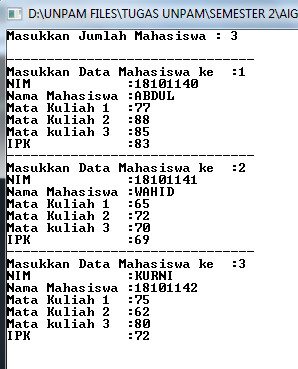 D:\UNPAM FILES\TUGAS UNPAM\SEMESTER 2\AlG
Masukkan Jumlah Mahasiswa : 3
-------------------------------
Masukkan Data Mahasiswa ke  :1
NIM            :18101140
Nama Mahasiswa :ABDUL
Mata Kuliah 1  :77
Mata Kuliah 2  :88
Mata kuliah 3  :85
IPK            :83
-------------------------------
Masukkan Data Mahasiswa ke  :2
NIM            :18101141
Nama Mahasiswa :WAHID
Mata Kuliah 1  :65
Mata Kuliah 2  :72
Mata kuliah 3  :70
IPK            :69
-------------------------------
Masukkan Data Mahasiswa ke  :3
NIM            :KURNI
Nama Mahasiswa :18101142
Mata Kuliah 1  :75
Mata Kuliah 2  :62
Mata kuliah 3  :80
IPK            :72